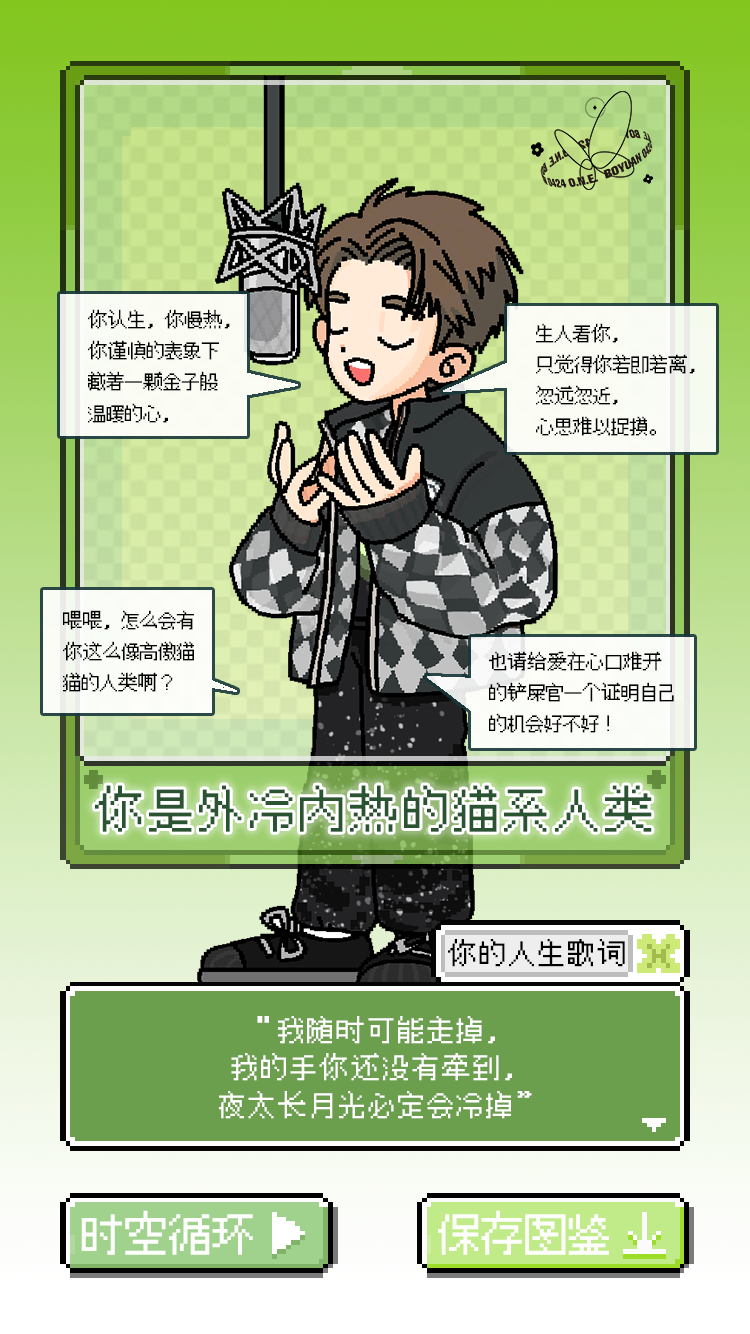 0424 O.N.E. BOYUAN 042
你认生，你慢热，
你谨慎的表象下
藏着一颗金子般
温暖的心，
生人看你，
只觉得你若即若离，
忽远忽近，
心思难以捉摸。
喂喂，怎么会有
你这么像高傲猫
猫的人类啊？
也请给爱在心口难开
的铲屎官一个证明自己
的机会好不好！
你是外冷内热的猫系人类
你的人生歌词
"我随时可能走掉，
我的手你还没有牵到，
夜太长月光必定会冷掉"
时空循环
保存图鉴